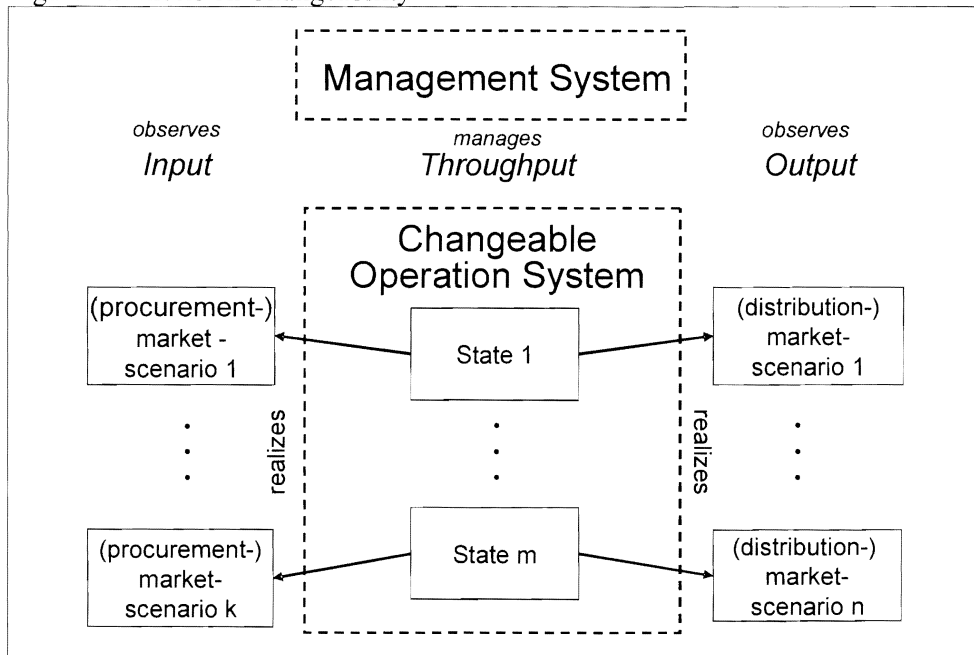 Management System
observes
manages
observes
Input
Throughput
Output
Changeable
Operation System
(procurement-)
market -
scenario 1
State 1
(distribution-)
market-
scenario 1
realizes
realizes
(procurement-)
market-
scenario k
State m
(distribution-)
market-
scenario n